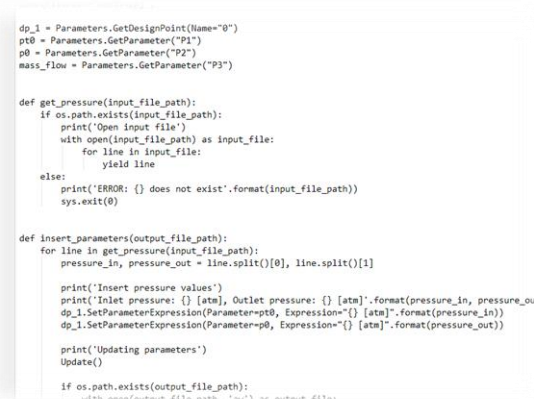 dp_1 = Parameters.GetDesignPoint(Name="0")
pt0 = Parameters.GetParameter("P1")
p0 = Parameters.GetParameter("P2")
mass_flow = Parameters.GetParameter("P3")
def get_pressure(input_file_path):
if os.path.exists(input_file_path):
print('Open input file')
with open(input_file_path) as input_file:
for line in input_file:
yield line
else:
print('ERROR: {} does not exist'.format(input_file_path))
sys.exit(0)
def insert_parameters(output_file_path):
for line in get_pressure(input_file_path):
pressure_in, pressure_out = line.split()[0], line.split()[1]
print('Insert pressure values')
print('Inlet pressure: {} [atm], Outlet pressure: {} [atm]'.format(pressure_in, pressure_ou
dp_1.SetParameterExpression(Parameter=pt0, Expression="{} [atm]".format(pressure_in))
dp_1.SetParameterExpression(Parameter=p0, Expression="{} [atm]".format(pressure_out))
print('Updating parameters')
Update()
if os.path.exists(output_file_path):